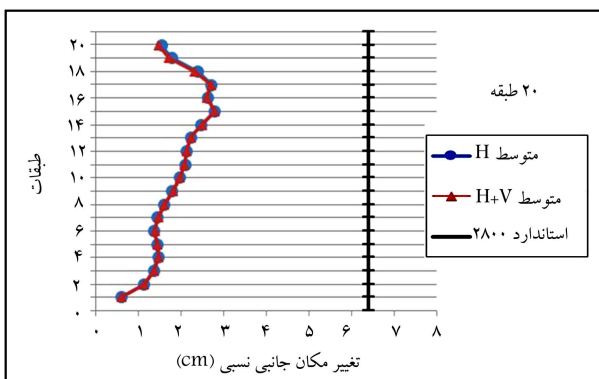 ۲۰
۱۸
۱۶
۱۴
۱۲
۱۰
۸
۶
۴
۲
۰
طبقات
۰ ۱ ۲ ۳ ۴ ۵ ۶ ۷ ۸
تغییر مکان جانبی نسبی (cm)
۲۰ طبقه
متوسط H
متوسط H+V
استاندارد ۲۸۰۰